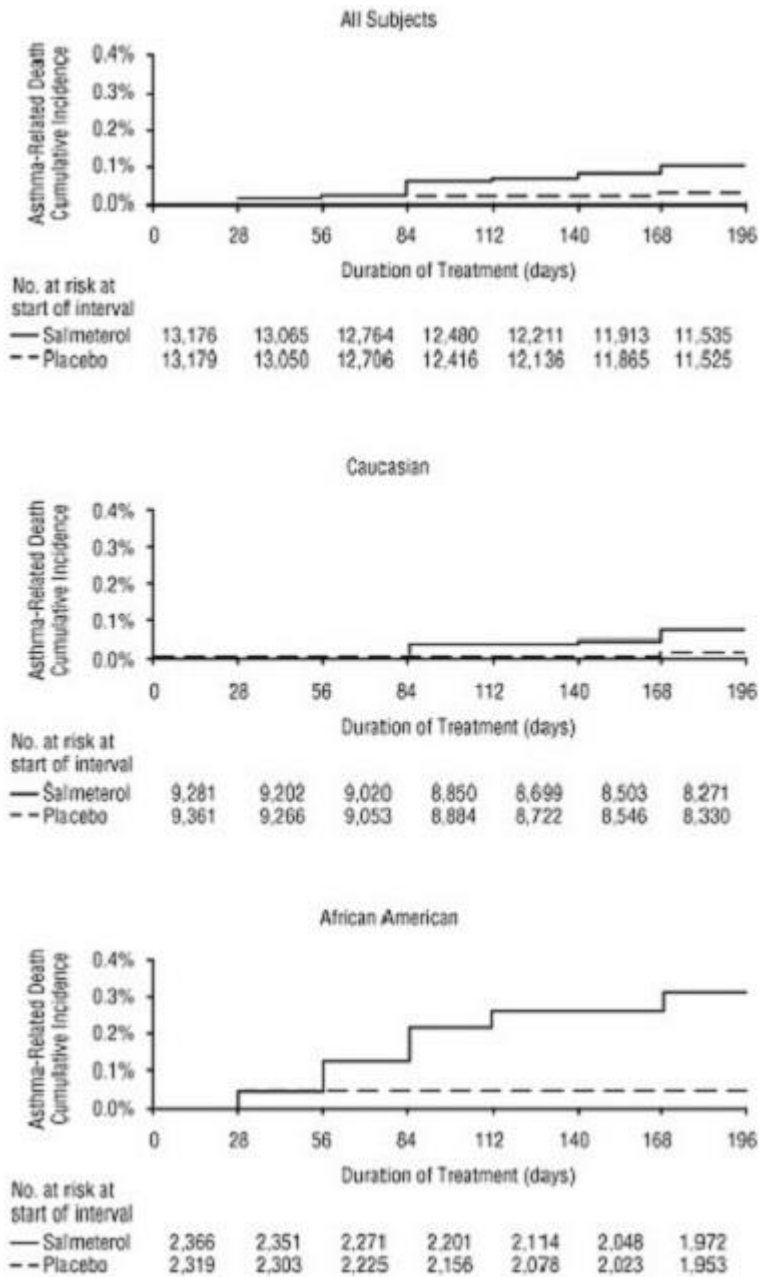 All Subjects
Asthma-Related Death
Cumulative Incidence
0.4%
0.3%
0.2%
0.1%
0.0%
0 28 56 84 112 140 168 196
Duration of Treatment (days)
No. at risk at
start of interval
Salmeterol 13,176 13,065 12,764 12,480 12,211 11,913 11,535
Placebo 13,179 13,050 12,706 12,416 12,136 11,865 11,525
Caucasian
Asthma-Related Death
Cumulative Incidence
0.4%
0.3%
0.2%
0.1%
0.0%
0 28 56 84 112 140 168 196
Duration of Treatment (days)
No. at risk at
start of interval
Salmeterol 9,281 9,202 9,020 8,850 8,699 8,503 8,271
Placebo 9,361 9,266 9,053 8,884 8,722 8,546 8,330
African American
Asthma-Related Death
Cumulative Incidence
0.4%
0.3%
0.2%
0.1%
0.0%
0 28 56 84 112 140 168 196
Duration of Treatment (days)
No. at risk at
start of interval
Salmeterol 2,366 2,351 2,271 2,201 2,114 2,048 1,972
Placebo 2,319 2,303 2,225 2,156 2,078 2,023 1,953